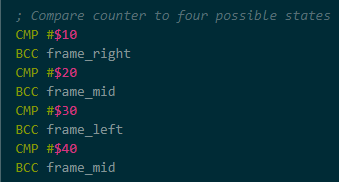 ; Compare counter to four possible states
CMP #$10
BCC frame_right
CMP #$20
BCC frame_mid
CMP #$30
BCC frame_left
CMP #$40
BCC frame_mid